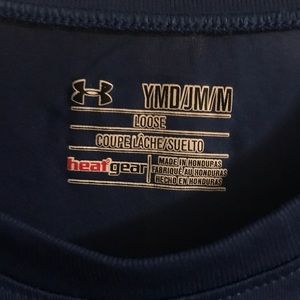 YMD/JM/M
LOOSE
COUPE LÂCHE/SUELTO
heatgear
MADE IN HONDURAS
FABRIQUÉ AU HONDURAS
HECHO EN HONDURAS